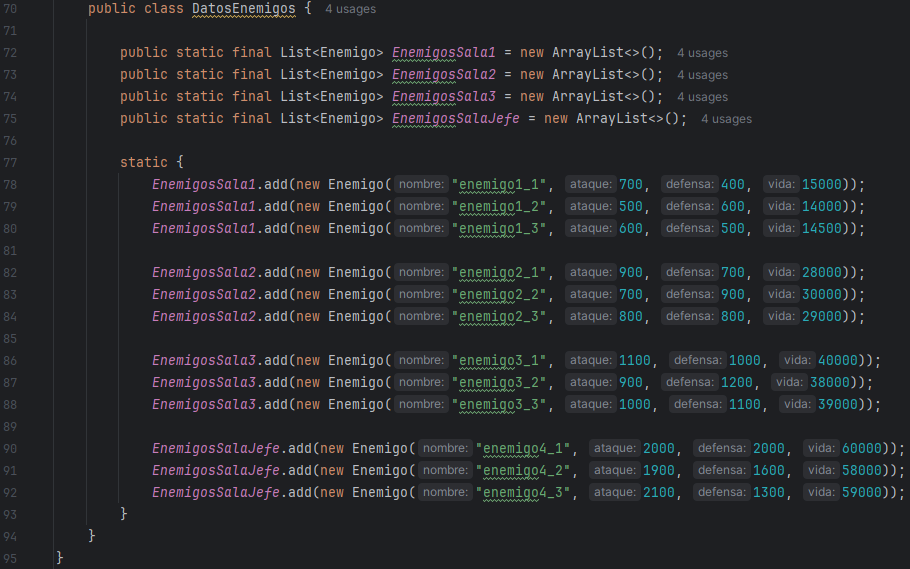 70 public class DatosEnemigos { 4 usages
71
72 public static final List<Enemigo> EnemigosSala1 = new ArrayList<>(); 4 usages
73 public static final List<Enemigo> EnemigosSala2 = new ArrayList<>(); 4 usages
74 public static final List<Enemigo> EnemigosSala3 = new ArrayList<>(); 4 usages
75 public static final List<Enemigo> EnemigosSalaJefe = new ArrayList<>(); 4 usages
76
77 static {
78 EnemigosSala1.add(new Enemigo( nombre: "enemigo1_1", ataque: 700, defensa: 400, vida: 15000));
79 EnemigosSala1.add(new Enemigo( nombre: "enemigo1_2", ataque: 500, defensa: 600, vida: 14000));
80 EnemigosSala1.add(new Enemigo( nombre: "enemigo1_3", ataque: 600, defensa: 500, vida: 14500));
81
82 EnemigosSala2.add(new Enemigo( nombre: "enemigo2_1", ataque: 900, defensa: 700, vida: 28000));
83 EnemigosSala2.add(new Enemigo( nombre: "enemigo2_2", ataque: 700, defensa: 900, vida: 30000));
84 EnemigosSala2.add(new Enemigo( nombre: "enemigo2_3", ataque: 800, defensa: 800, vida: 29000));
85
86 EnemigosSala3.add(new Enemigo( nombre: "enemigo3_1", ataque: 1100, defensa: 1000, vida: 40000));
87 EnemigosSala3.add(new Enemigo( nombre: "enemigo3_2", ataque: 900, defensa: 1200, vida: 38000));
88 EnemigosSala3.add(new Enemigo( nombre: "enemigo3_3", ataque: 1000, defensa: 1100, vida: 39000));
89
90 EnemigosSalaJefe.add(new Enemigo( nombre: "enemigo4_1", ataque: 2000, defensa: 2000, vida: 60000));
91 EnemigosSalaJefe.add(new Enemigo( nombre: "enemigo4_2", ataque: 1900, defensa: 1600, vida: 58000));
92 EnemigosSalaJefe.add(new Enemigo( nombre: "enemigo4_3", ataque: 2100, defensa: 1300, vida: 59000));
93 }
94 }
95 }